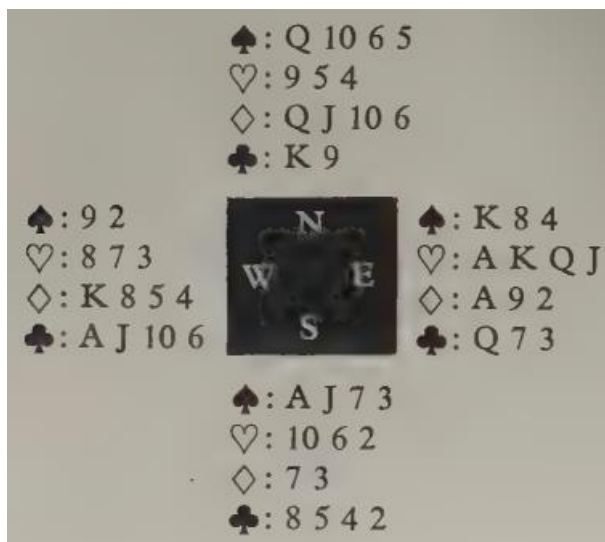 ♠: Q 10 6 5
♡: 9 5 4
♢: Q J 10 6
♣: K 9
♠: 9 2
♡: 8 7 3
♢: K 8 5 4
♣: A J 10 6
N
W E
S
♠: K 8 4
♡: A K Q J
♢: A 9 2
♣: Q 7 3
♠: A J 7 3
♡: 10 6 2
♢: 7 3
♣: 8 5 4 2